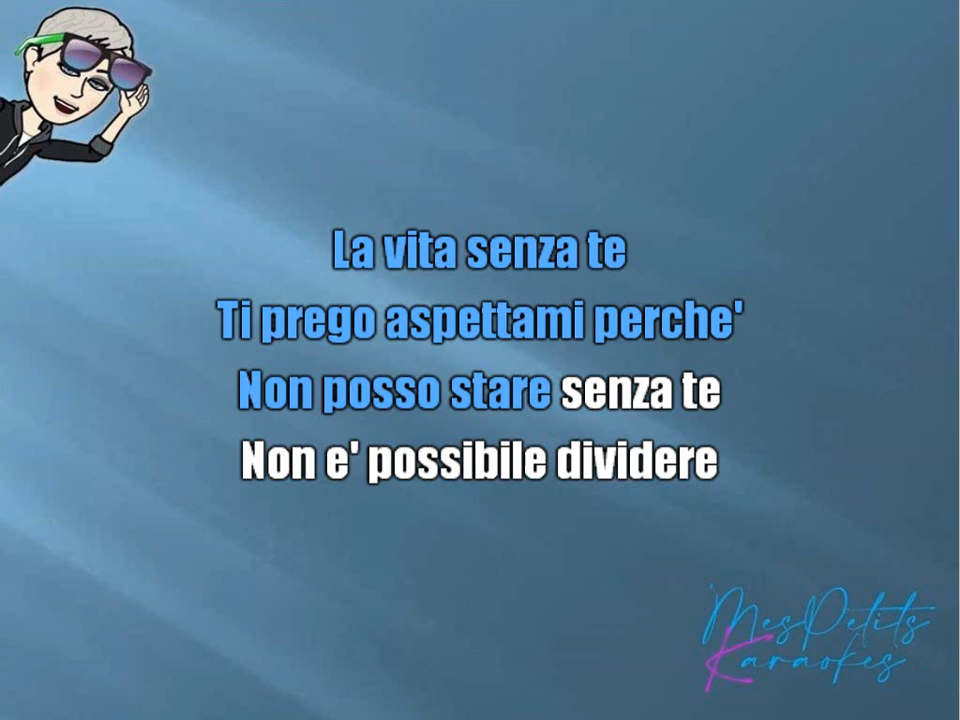 La vita senza te
Ti prego aspettami perche'
Non posso stare senza te
Non e' possibile dividere
MesPetits
Karaokes